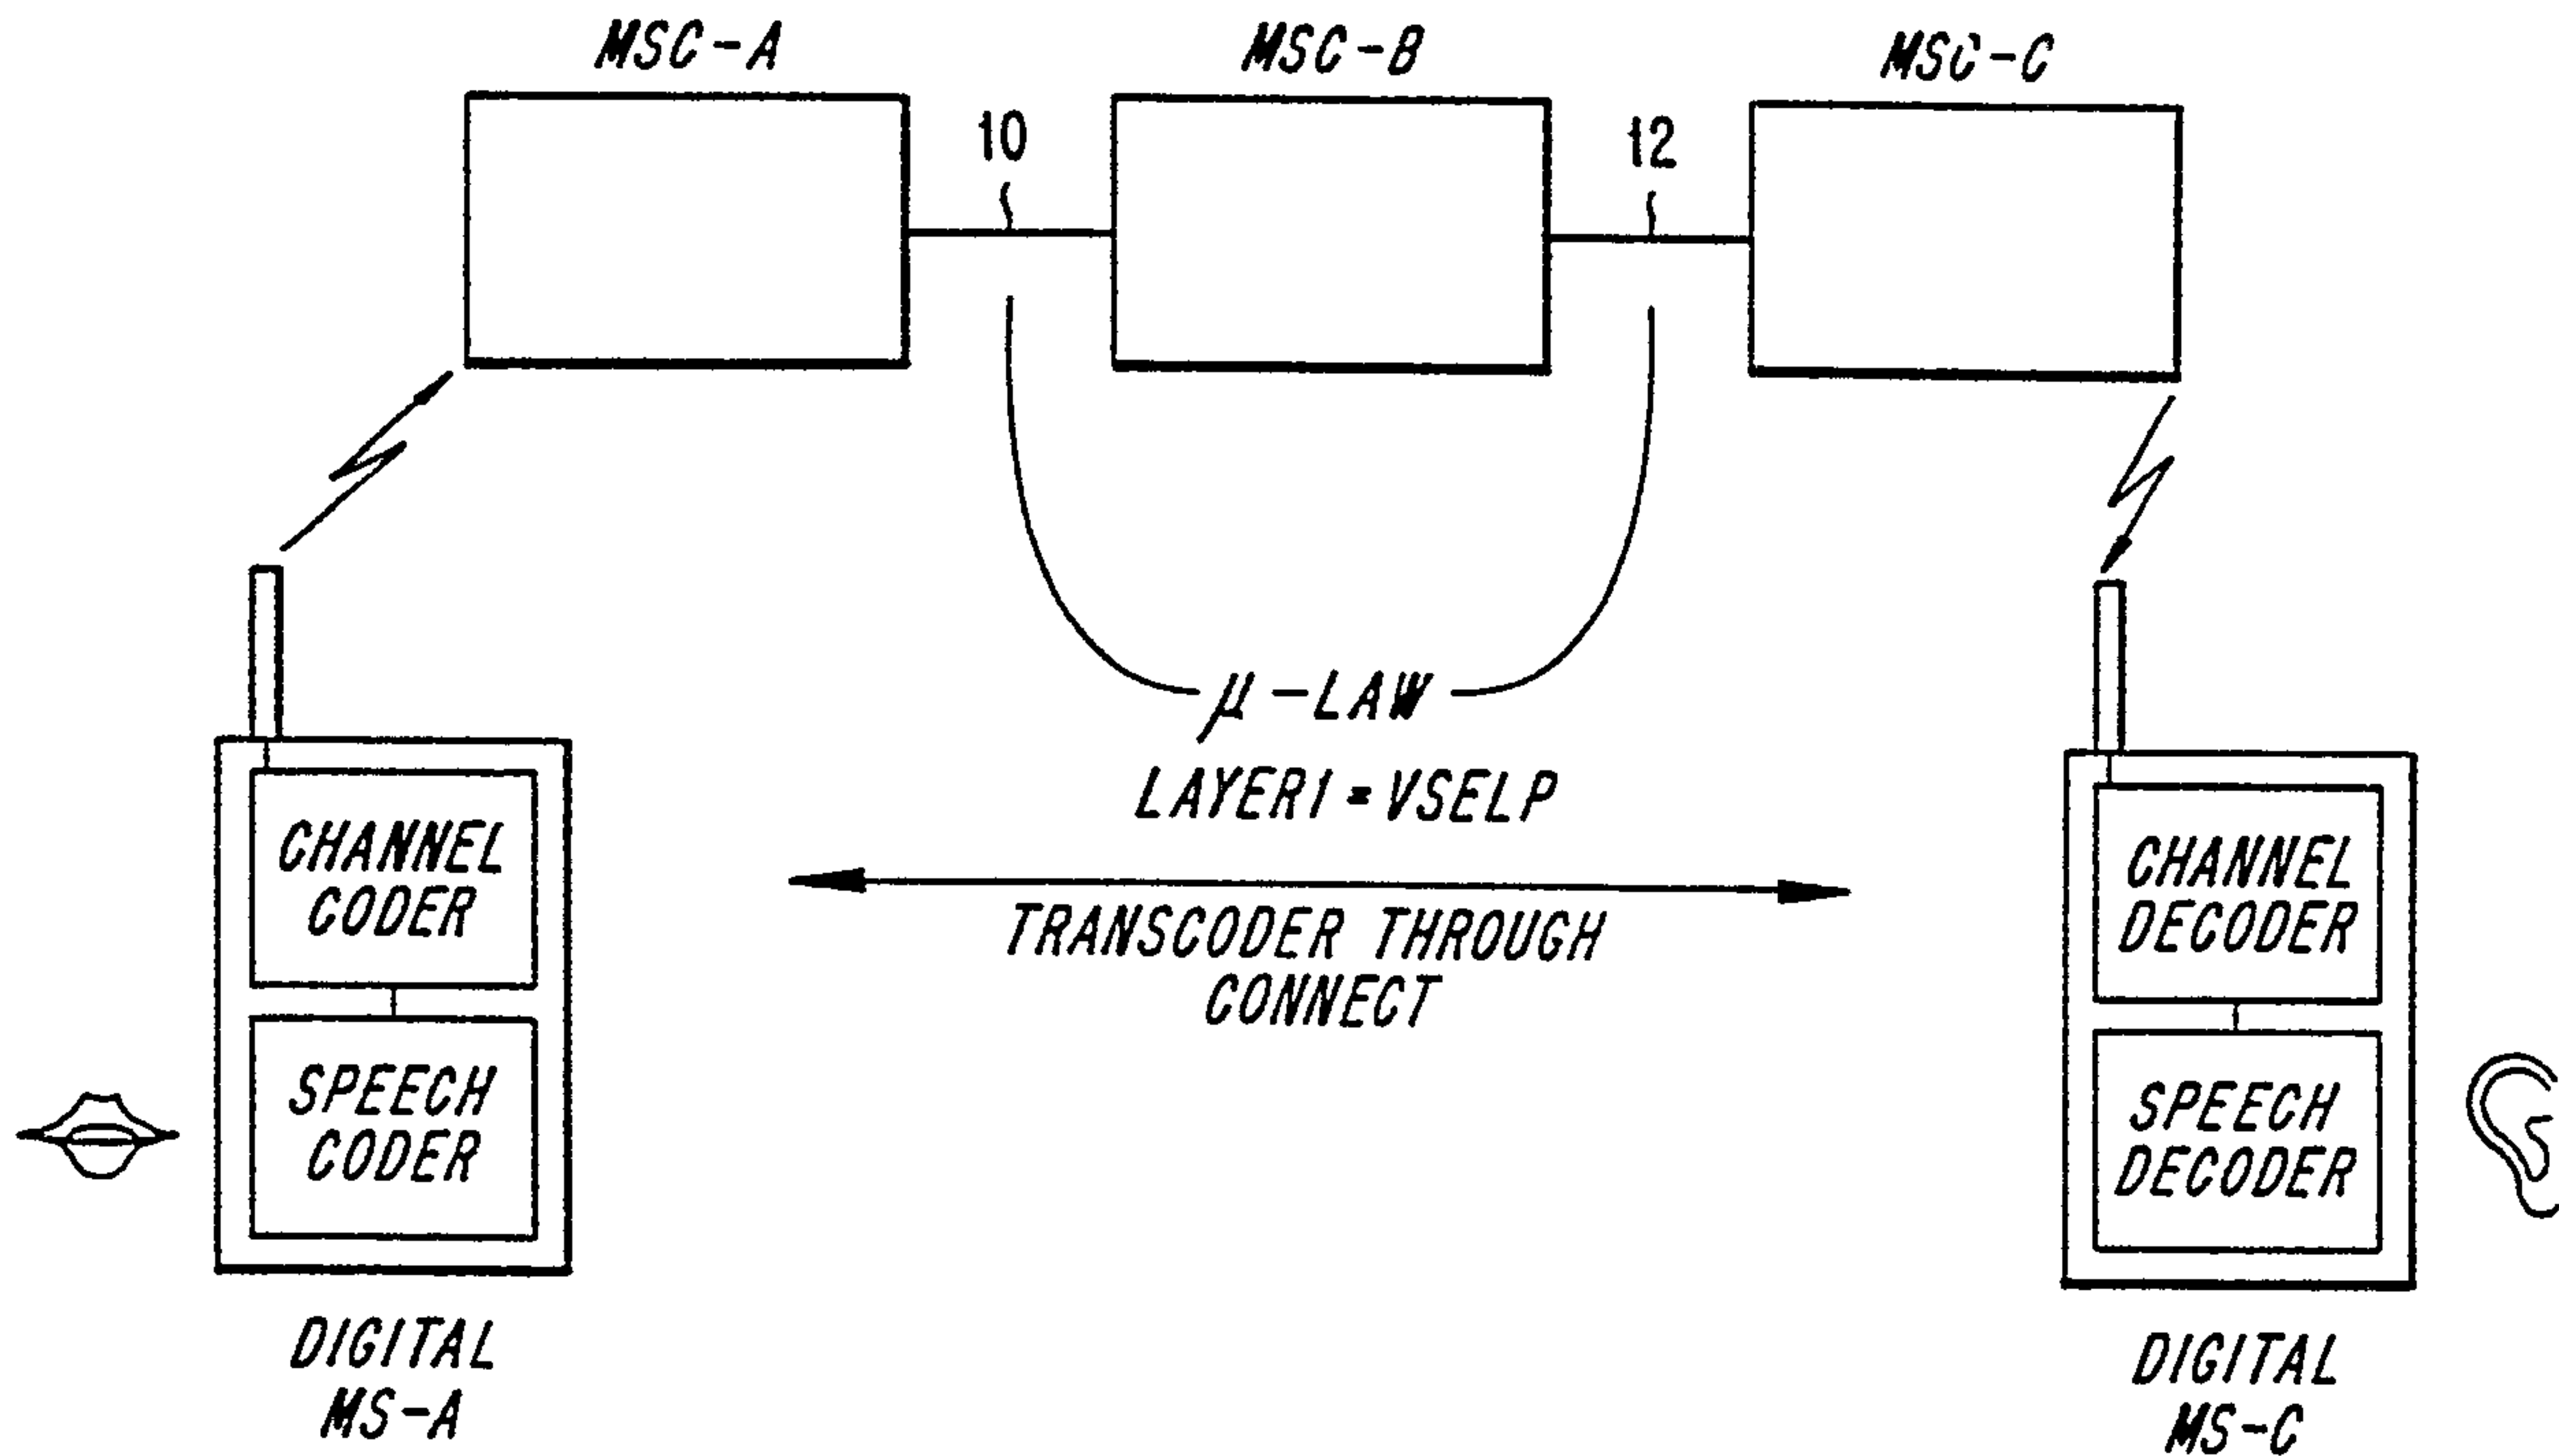 MSC-A
MSC-B
MSC-C
10
12
μ-LAW
LAYER1=VSELP
TRANSCODER THROUGH
CONNECT
CHANNEL
CODER
SPEECH
CODER
DIGITAL
MS-A
CHANNEL
DECODER
SPEECH
DECODER
DIGITAL
MS-C